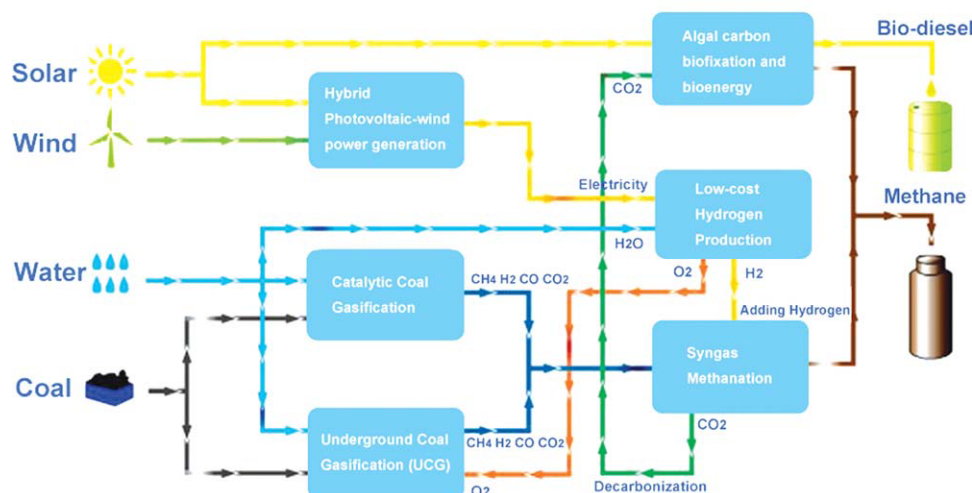 Solar
Wind
Water
Coal
Hybrid
Photovoltaic-wind
power generation
Catalytic Coal
Gasification
Underground Coal
Gasification (UCG)
CH4 H2 CO CO2
CH4 H2 CO CO2
O2
Electricity
H2O
CO2
Algal carbon
biofixation and
bioenergy
Low-cost
Hydrogen
Production
O2
H2
Adding Hydrogen
Syngas
Methanation
CO2
Decarbonization
Bio-diesel
Methane